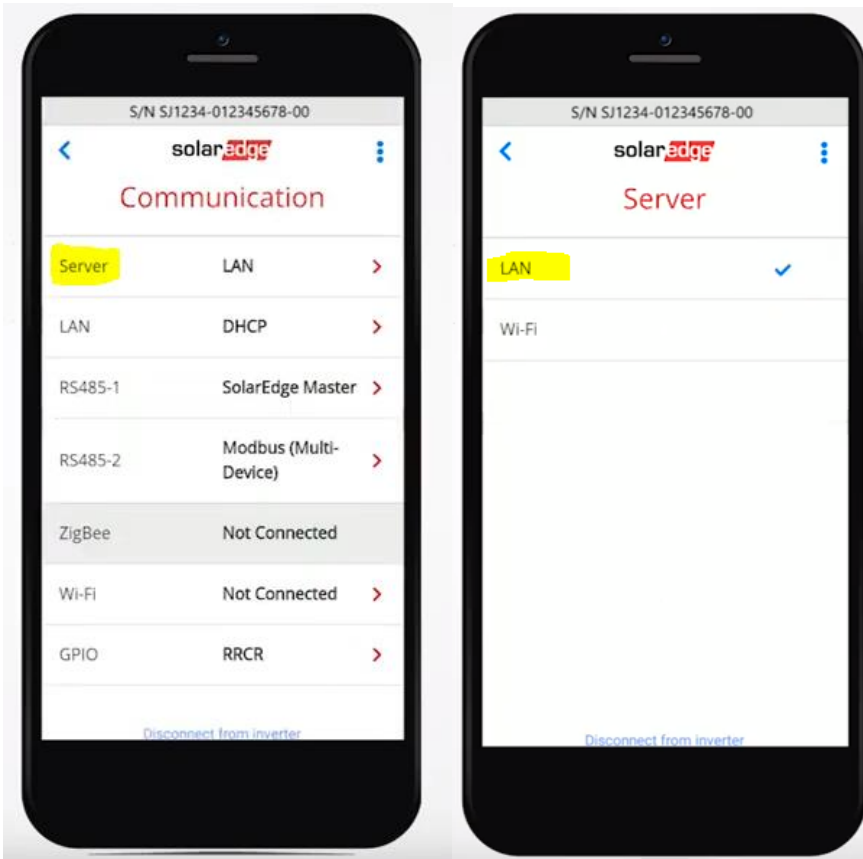 S/N SJ1234-012345678-00
solaredge
Communication
Server LAN
LAN DHCP
RS485-1 SolarEdge Master
RS485-2 Modbus (Multi-
Device)
ZigBee Not Connected
Wi-Fi Not Connected
GPIO RRCR
Disconnect from inverter
S/N SJ1234-012345678-00
solaredge
Server
LAN
Wi-Fi
Disconnect from inverter